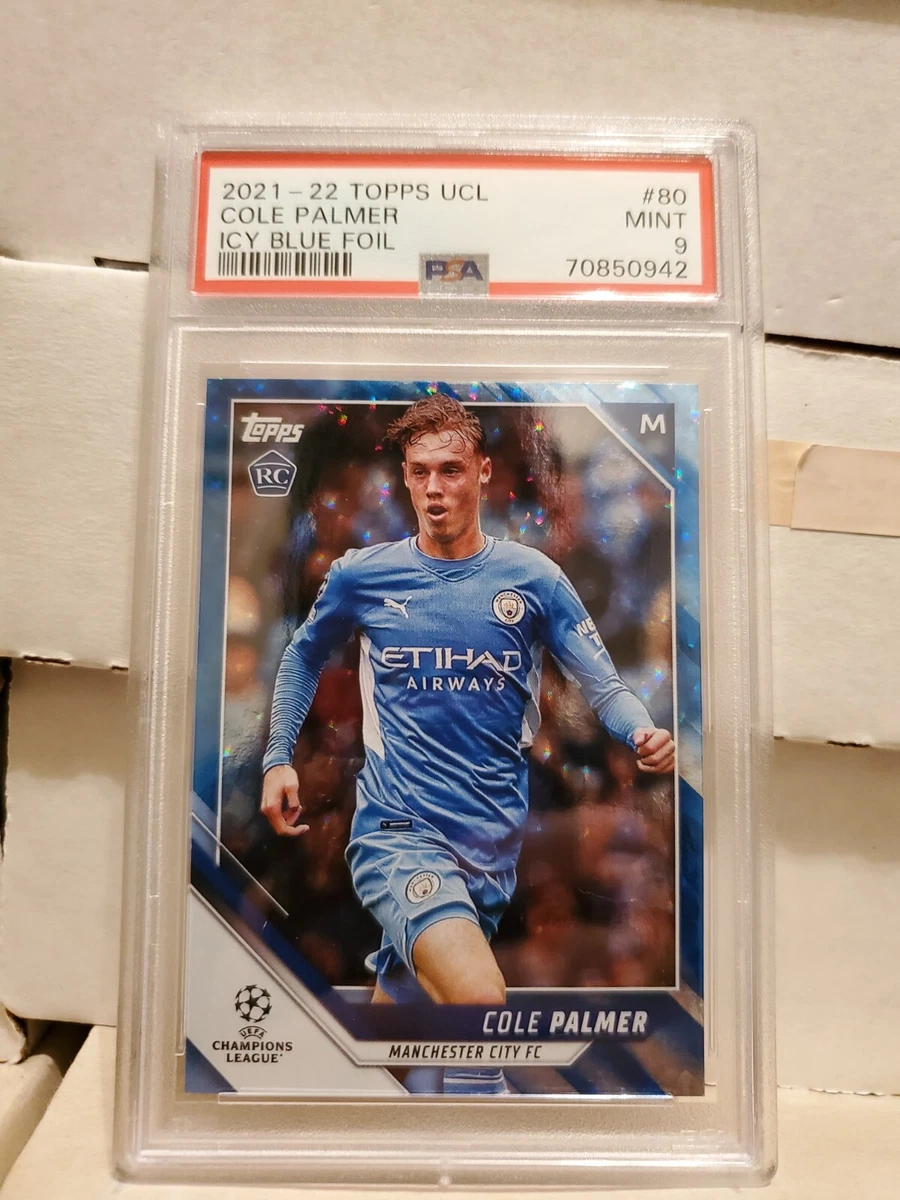 2021-22 TOPPS UCL
COLE PALMER
ICY BLUE FOIL
#80
MINT
9
70850942
PSA
topps
RC
M
ETIHAD
AIRWAYS
COLE PALMER
MANCHESTER CITY FC
UEFA
CHAMPIONS
LEAGUE